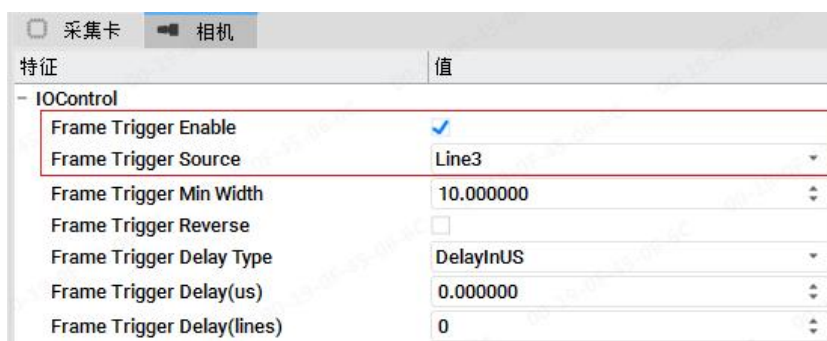 采集卡 相机
特征 值
- IOControl
Frame Trigger Enable
Frame Trigger Source Line3
Frame Trigger Min Width 10.000000
Frame Trigger Reverse
Frame Trigger Delay Type DelayInUS
Frame Trigger Delay(us) 0.000000
Frame Trigger Delay(lines) 0